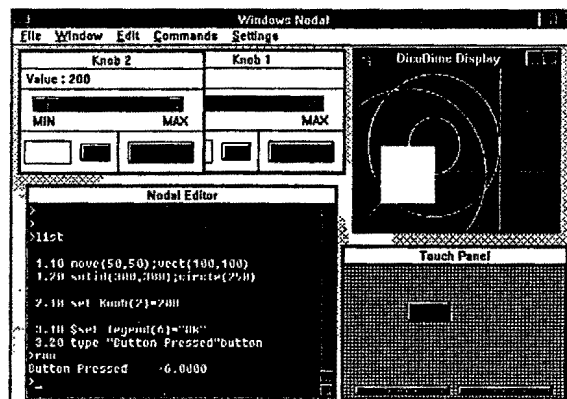 Windows Nodal
File Window Edit Commands Settings
Knob 2
Knob 1
Value : 200
MIN MAX
MAX
DicoDime Display
Nodal Editor
>
>
>list
1.10 move(50,50);vect(100,100)
1.20 solid(300,300);circle(250)
2.10 set Knob(2)=200
3.10 $set legend(6)="OK"
3.20 type "Button Pressed"button
>run
Button Pressed -6.0000
>_
Touch Panel